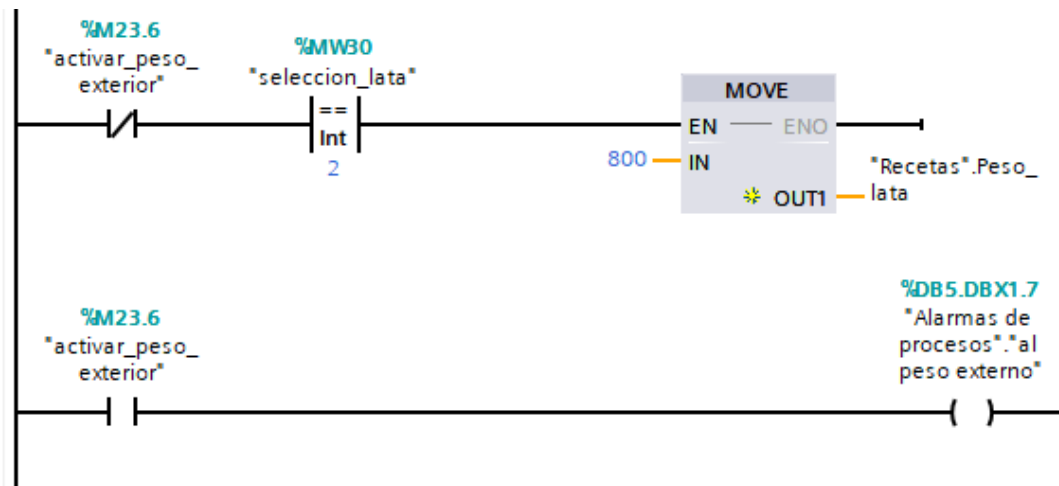 %M23.6
"activar_peso_
exterior"
%MW30
"seleccion_lata"
==
Int
2
MOVE
EN
ENO
800
IN
OUT1
"Recetas".Peso_
lata
%M23.6
"activar_peso_
exterior"
%DB5.DBX1.7
"Alarmas de
procesos"."al
peso externo"